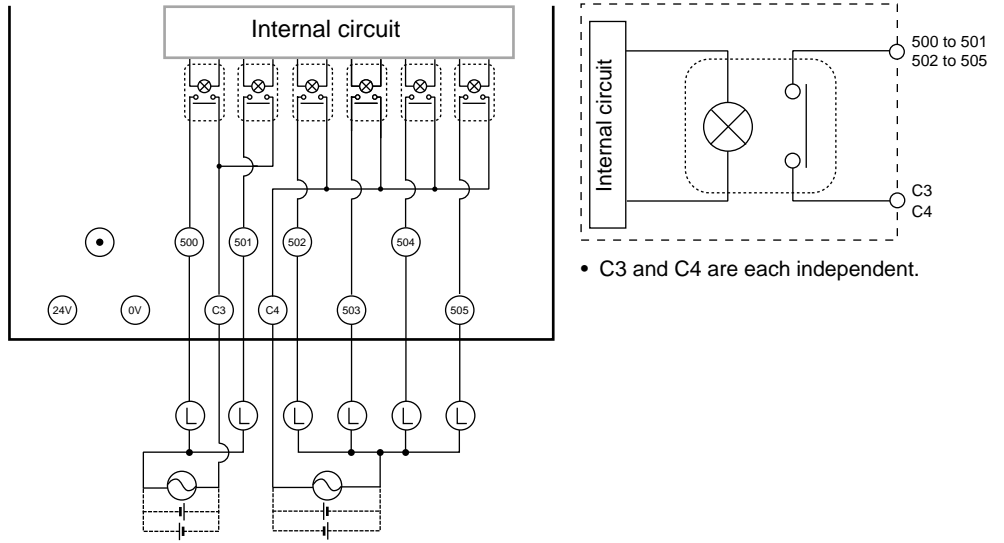 Internal circuit
500
501
502
504
24V
0V
C3
C4
503
505
L
L
L
L
L
L
Internal circuit
500 to 501
502 to 505
C3
C4
• C3 and C4 are each independent.